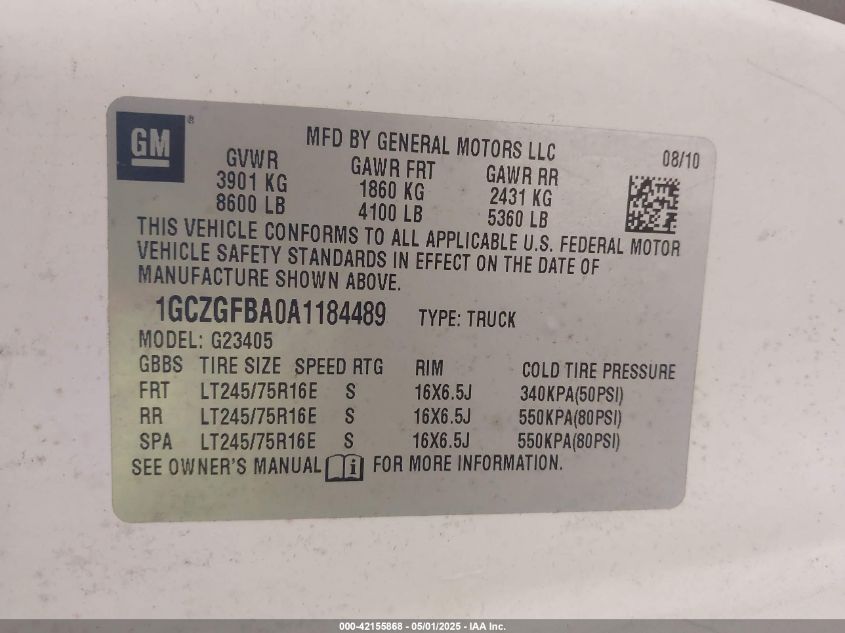 GM ®
MFD BY GENERAL MOTORS LLC 08/10
GVWR GAWR FRT GAWR RR
3901 KG 1860 KG 2431 KG
8600 LB 4100 LB 5360 LB
THIS VEHICLE CONFORMS TO ALL APPLICABLE U.S. FEDERAL MOTOR
VEHICLE SAFETY STANDARDS IN EFFECT ON THE DATE OF
MANUFACTURE SHOWN ABOVE.
1GCZGFBA0A1184489 TYPE: TRUCK
MODEL: G23405
GBBS TIRE SIZE SPEED RTG RIM COLD TIRE PRESSURE
FRT LT245/75R16E S 16X6.5J 340KPA(50PSI)
RR LT245/75R16E S 16X6.5J 550KPA(80PSI)
SPA LT245/75R16E S 16X6.5J 550KPA(80PSI)
SEE OWNER'S MANUAL i FOR MORE INFORMATION.
000-42155868 - 05/01/2025 - IAA Inc.